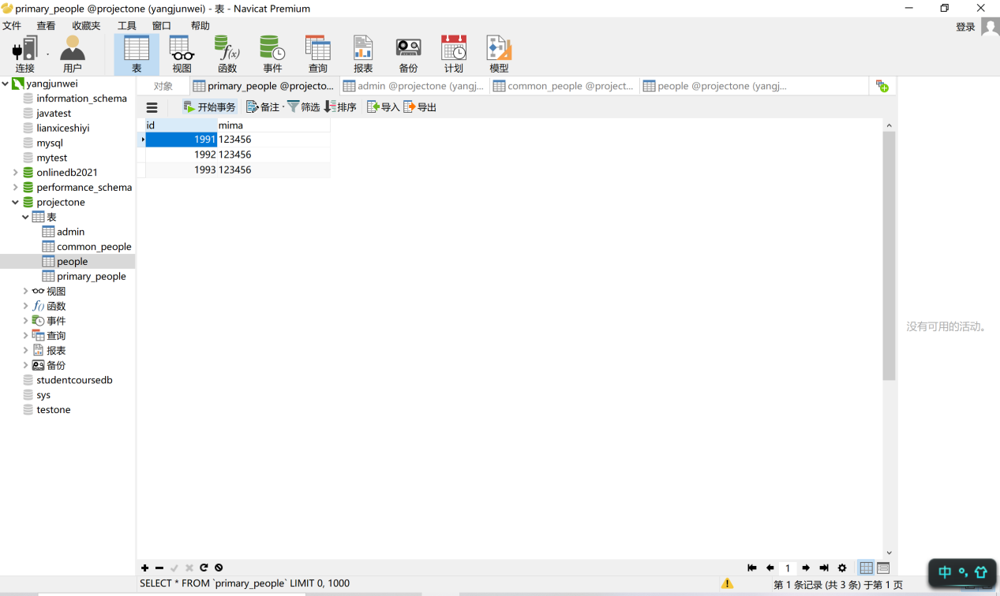 primary_people @projectone (yangjunwei) - 表 - Navicat Premium
文件 查看 收藏夹 工具 窗口 帮助 登录
连接 用户 表 视图 函数 事件 查询 报表 备份 计划 模型
yangjunwei
information_schema
javatest
lianxiceshiyi
mysql
mytest
onlinedb2021
performance_schema
projectone
表
admin
common_people
people
primary_people
视图
函数
事件
查询
报表
备份
studentcoursedb
sys
testone
对象 primary_people @projecto... admin @projectone (yangj... common_people @project... people @projectone (yangj...
开始事务 备注 筛选 排序 导入 导出
id mima
1991 123456
1992 123456
1993 123456
没有可用的活动。
1
SELECT * FROM `primary_people` LIMIT 0, 1000 第 1 条记录 (共 3 条) 于第 1 页
中